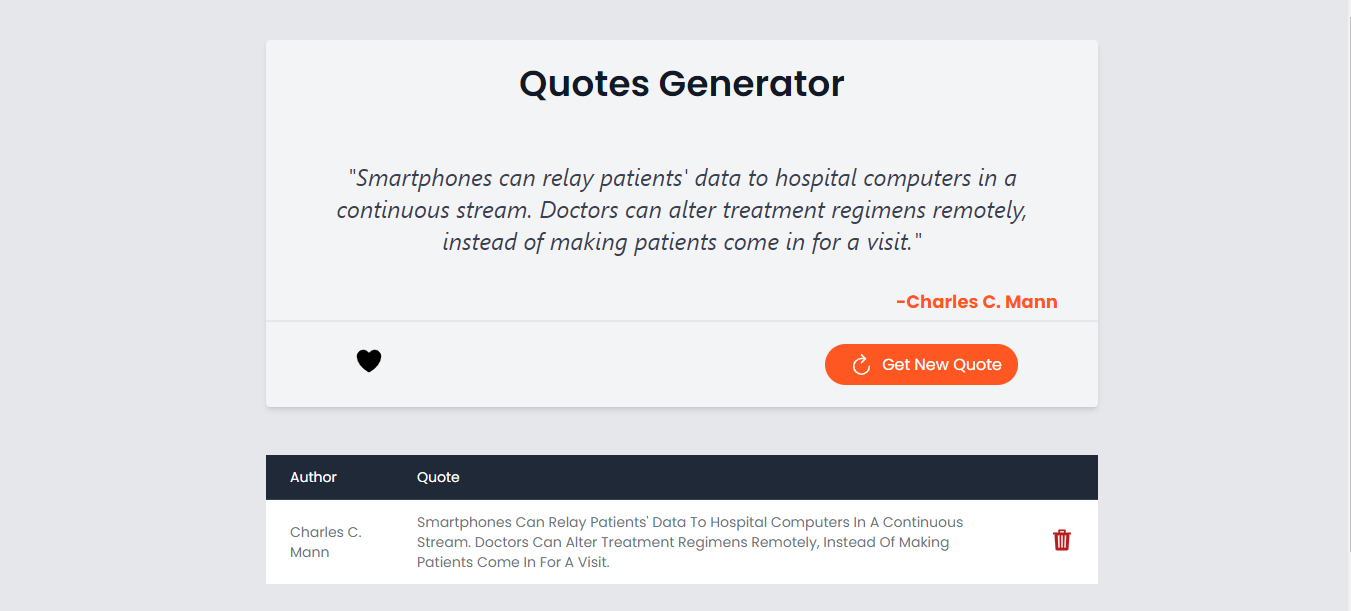 Quotes Generator
"Smartphones can relay patients' data to hospital computers in a
continuous stream. Doctors can alter treatment regimens remotely,
instead of making patients come in for a visit."
-Charles C. Mann
Get New Quote
Author Quote
Charles C.
Mann
Smartphones Can Relay Patients' Data To Hospital Computers In A Continuous
Stream. Doctors Can Alter Treatment Regimens Remotely, Instead Of Making
Patients Come In For A Visit.